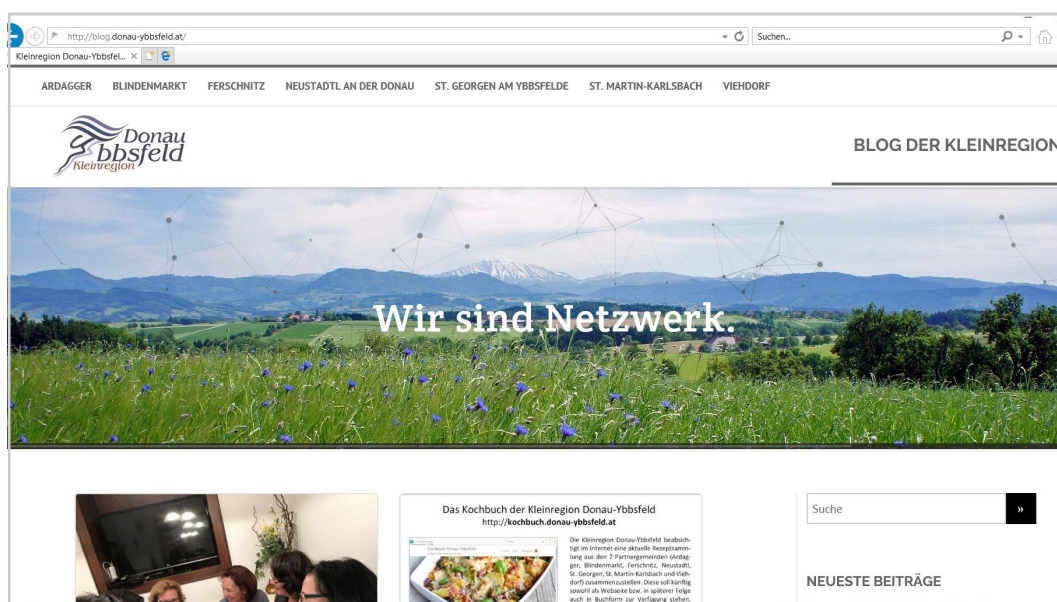 http://blog.donau-ybbsfeld.at/
Suchen...
Kleinregion Donau-Ybbsfel...
ARDAGGER BLINDENMARKT FERSCHNITZ NEUSTADTL AN DER DONAU ST. GEORGEN AM YBBSFELDE ST. MARTIN-KARLSBACH VIEHDORF
Donau
Ybbsfeld
Kleinregion
BLOG DER KLEINREGION
Wir sind Netzwerk.
Das Kochbuch der Kleinregion Donau-Ybbsfeld
http://kochbuch.donau-ybbsfeld.at
Die Kleinregion Donau-Ybbsfeld beabsich-
tigt im Internet eine aktuelle Rezeptsamm-
lung aus den 7 Partnergemeinden (Ardag-
ger, Blindenmarkt, Ferschnitz, Neustadtl,
St. Georgen, St. Martin-Karlsbach und Vieh-
dorf) zusammenzustellen. Diese soll künftig
sowohl als Webseite bzw. in späterer Folge
auch in Buchform zur Verfügung stehen.
Suche »
NEUESTE BEITRÄGE